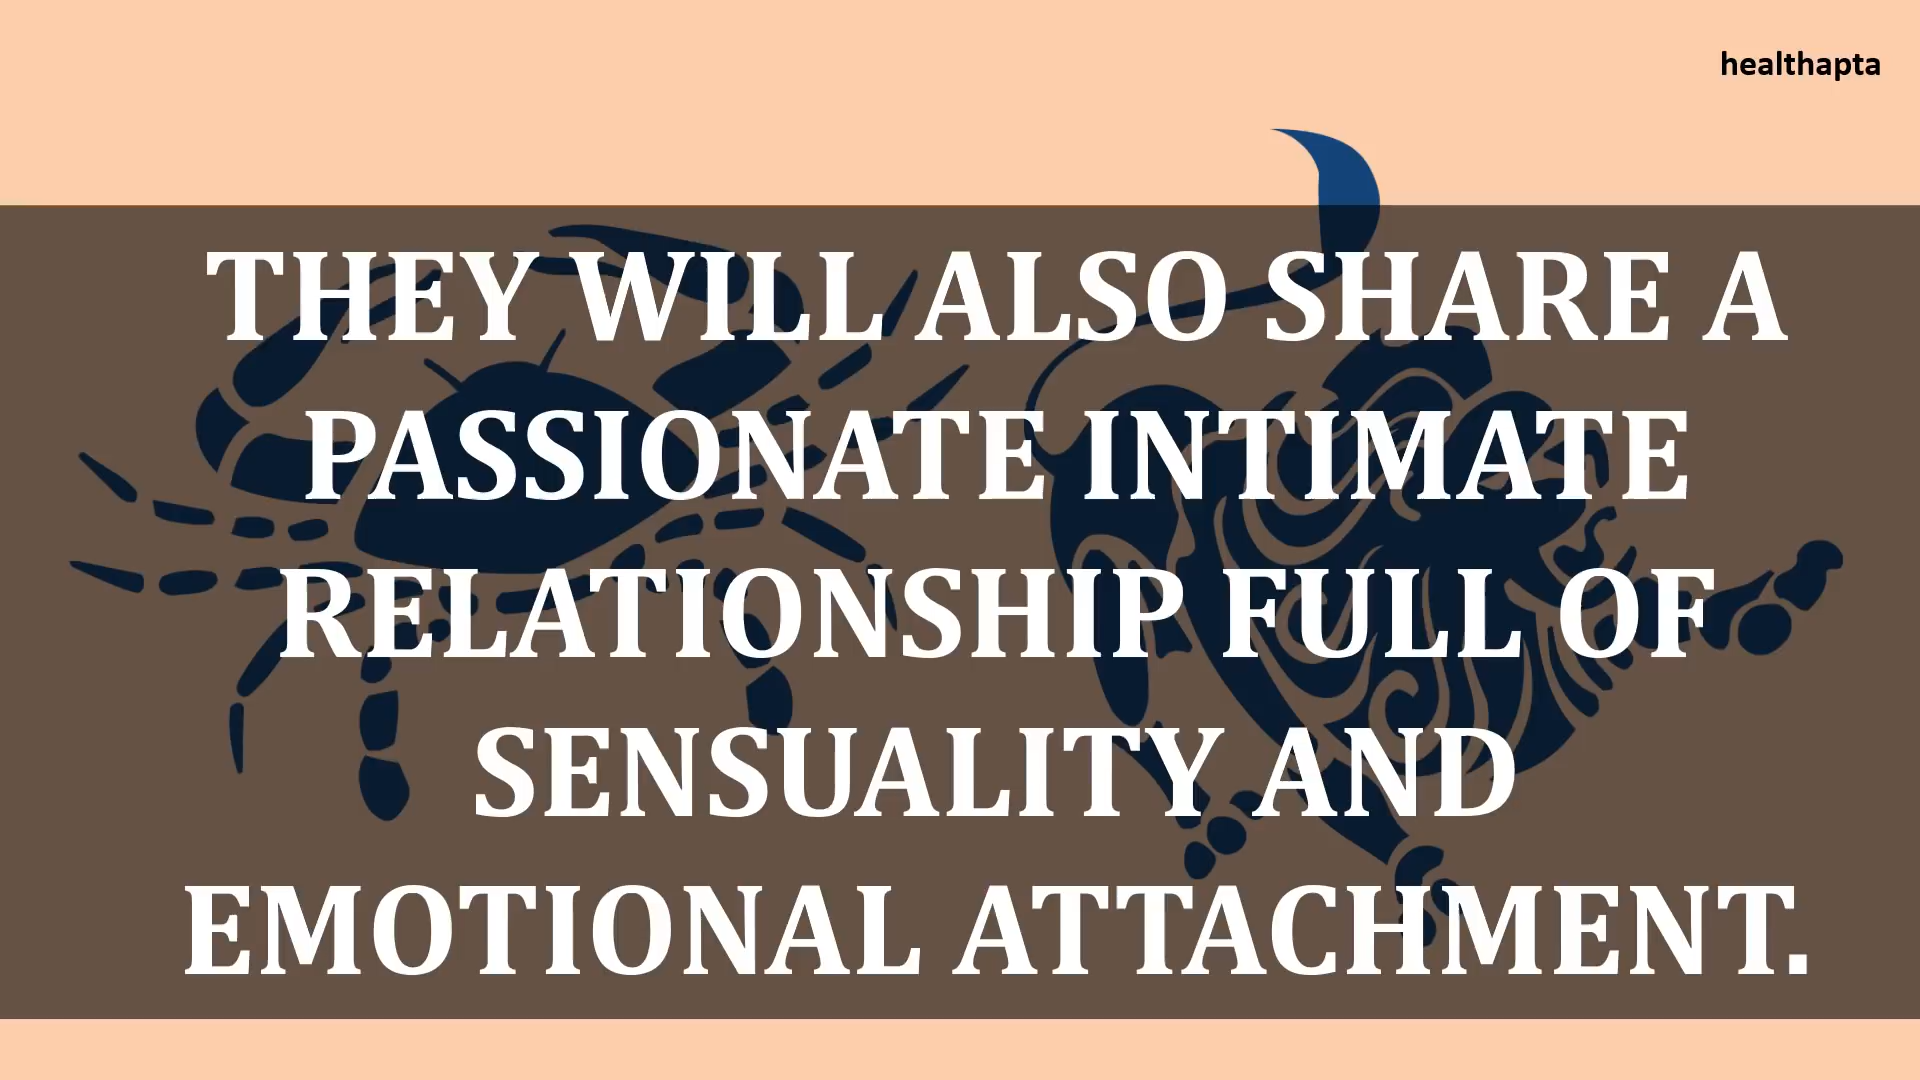 healthapta
THEY WILL ALSO SHARE A
PASSIONATE INTIMATE
RELATIONSHIP FULL OF
SENSUALITY AND
EMOTIONAL ATTACHMENT.